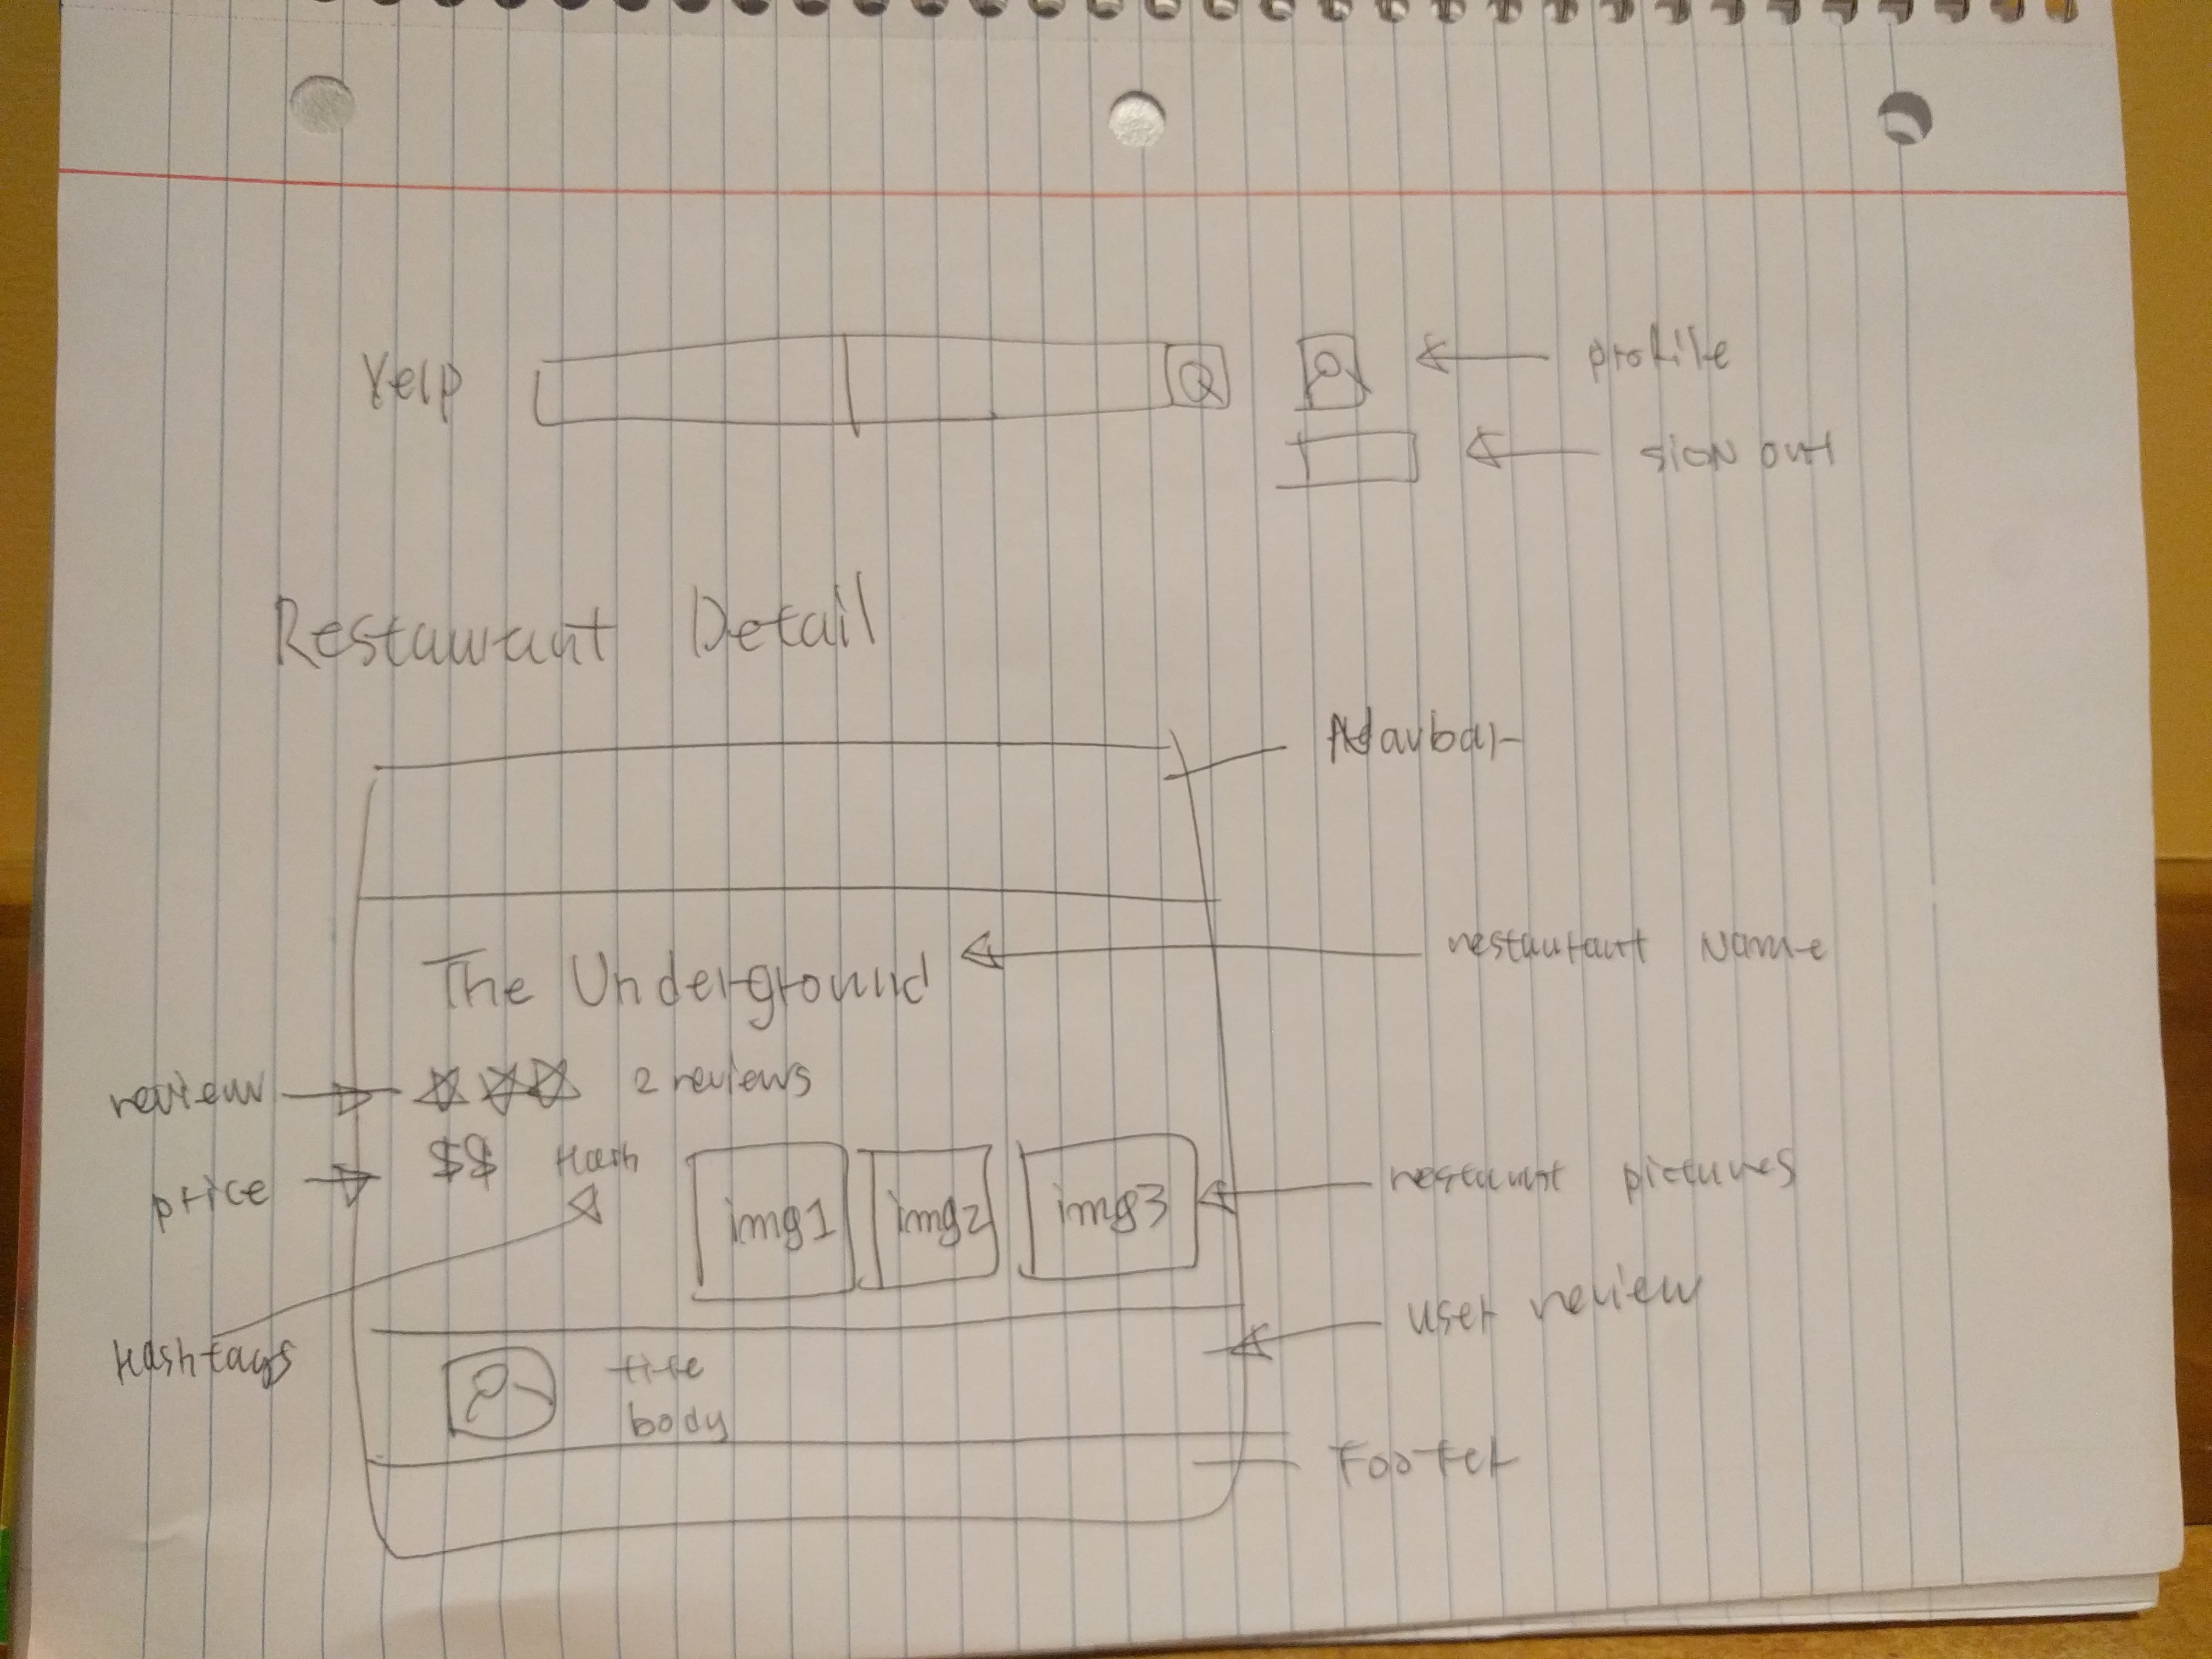 Yelp
profile
sign out
Restaurant Detail
Navbar
The Underground
restaurant Name
review
2 reviews
price
$$ Hash
img1 img2 img3
restaurant pictures
user review
Hashtags
title
body
Footer